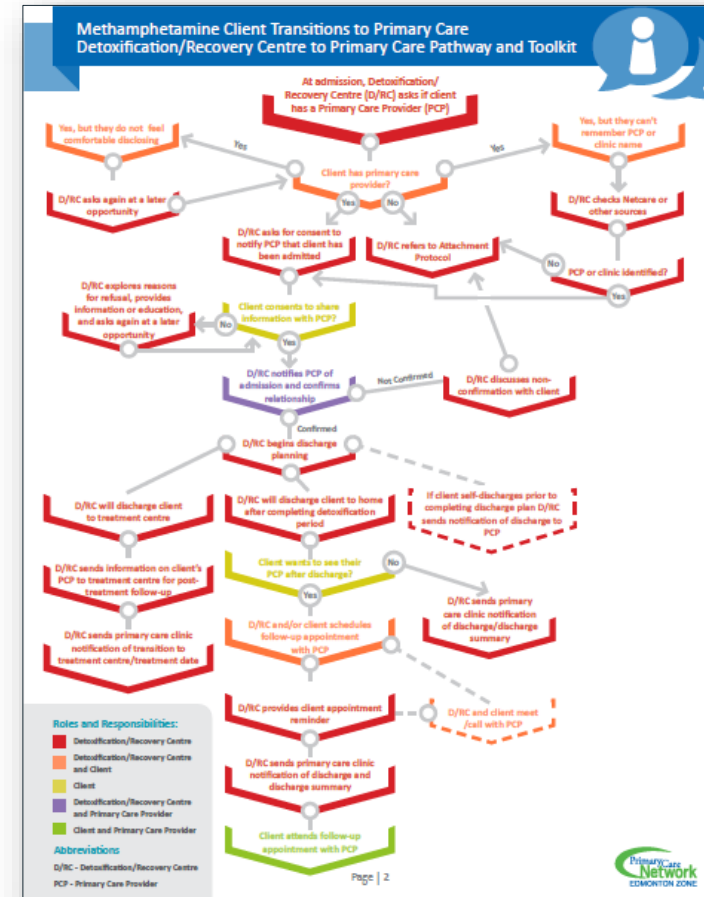 Methamphetamine Client Transitions to Primary Care
Detoxification/Recovery Centre to Primary Care Pathway and Toolkit
At admission, Detoxification/
Recovery Centre (D/RC) asks if client
has a Primary Care Provider (PCP)
Yes, but they do not feel
comfortable disclosing
Yes
Client has primary care
provider?
Yes
Yes, but they can't
remember PCP or
clinic name
D/RC asks again at a later
opportunity
Yes
No
D/RC checks Netcare or
other sources
D/RC asks for consent to
notify PCP that client has
been admitted
D/RC refers to Attachment
Protocol
No
PCP or clinic identified?
Yes
D/RC explores reasons
for refusal, provides
information or education,
and asks again at a later
opportunity
No
Client consents to share
information with PCP?
Yes
D/RC notifies PCP of
admission and confirms
relationship
Not Confirmed
D/RC discusses non-
confirmation with client
Confirmed
D/RC begins discharge
planning
D/RC will discharge client
to treatment centre
D/RC will discharge client to home
after completing detoxification
period
If client self-discharges prior to
completing discharge plan D/RC
sends notification of discharge to
PCP
D/RC sends information on client's
PCP to treatment centre for post-
treatment follow-up
Client wants to see their
PCP after discharge?
No
Yes
D/RC sends primary
care clinic notification
of discharge/discharge
summary
D/RC sends primary care clinic
notification of transition to
treatment centre/treatment date
D/RC and/or client schedules
follow-up appointment
with PCP
D/RC provides client appointment
reminder
D/RC and client meet
/call with PCP
D/RC sends primary care clinic
notification of discharge and
discharge summary
Client attends follow-up
appointment with PCP
Roles and Responsibilities:
Detoxification/Recovery Centre
Detoxification/Recovery Centre
and Client
Client
Detoxification/Recovery Centre
and Primary Care Provider
Client and Primary Care Provider
Abbreviations
D/RC - Detoxification/Recovery Centre
PCP - Primary Care Provider
Page | 2
PrimaryCare
Network
EDMONTON ZONE